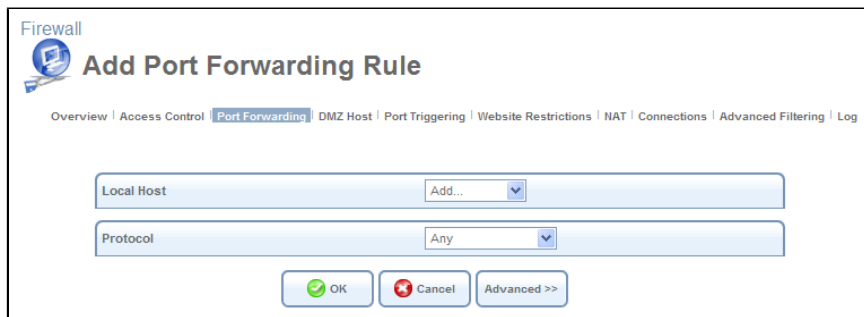 Firewall
Add Port Forwarding Rule
Overview | Access Control | Port Forwarding | DMZ Host | Port Triggering | Website Restrictions | NAT | Connections | Advanced Filtering | Log
Local Host Add...
Protocol Any
OK Cancel Advanced >>